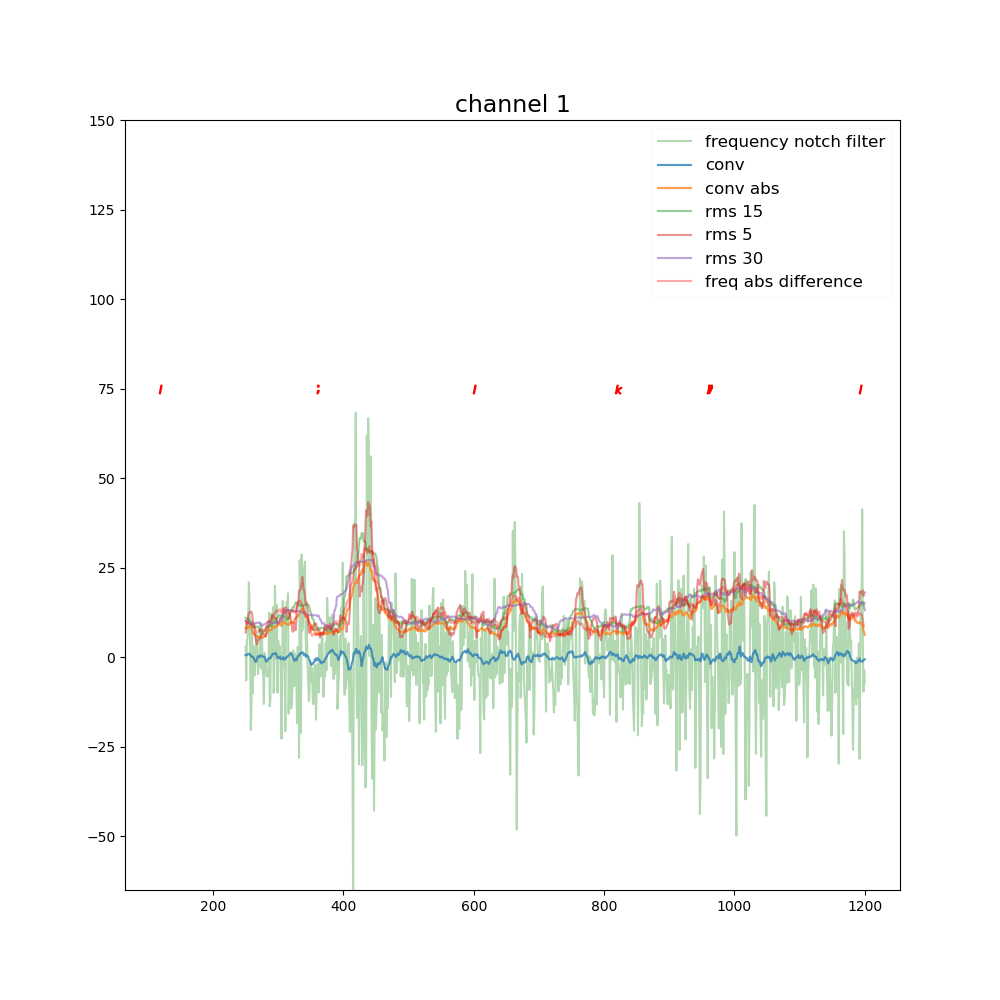 channel 1
150
frequency notch filter
conv
conv abs
rms 15
rms 5
rms 30
freq abs difference
125
100
75
l ; l k l
50
25
0
−25
−50
200 400 600 800 1000 1200